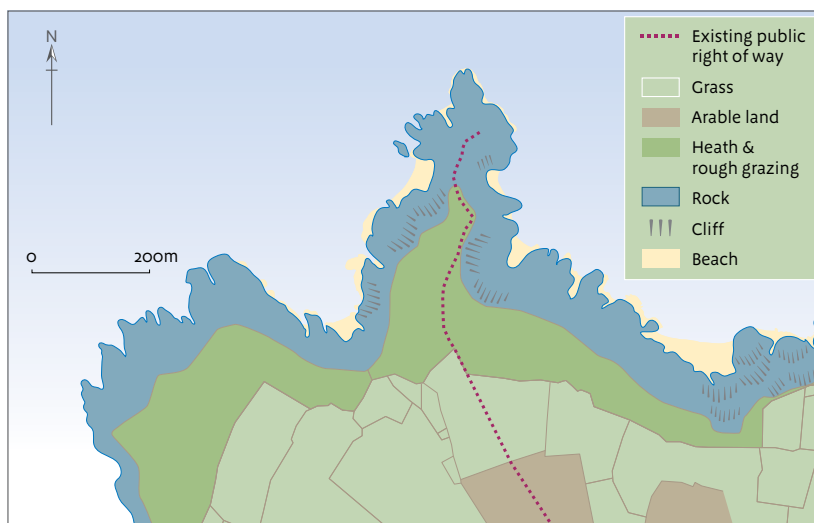 N
Existing public
right of way
Grass
Arable land
Heath &
rough grazing
Rock
Cliff
Beach
0 200m